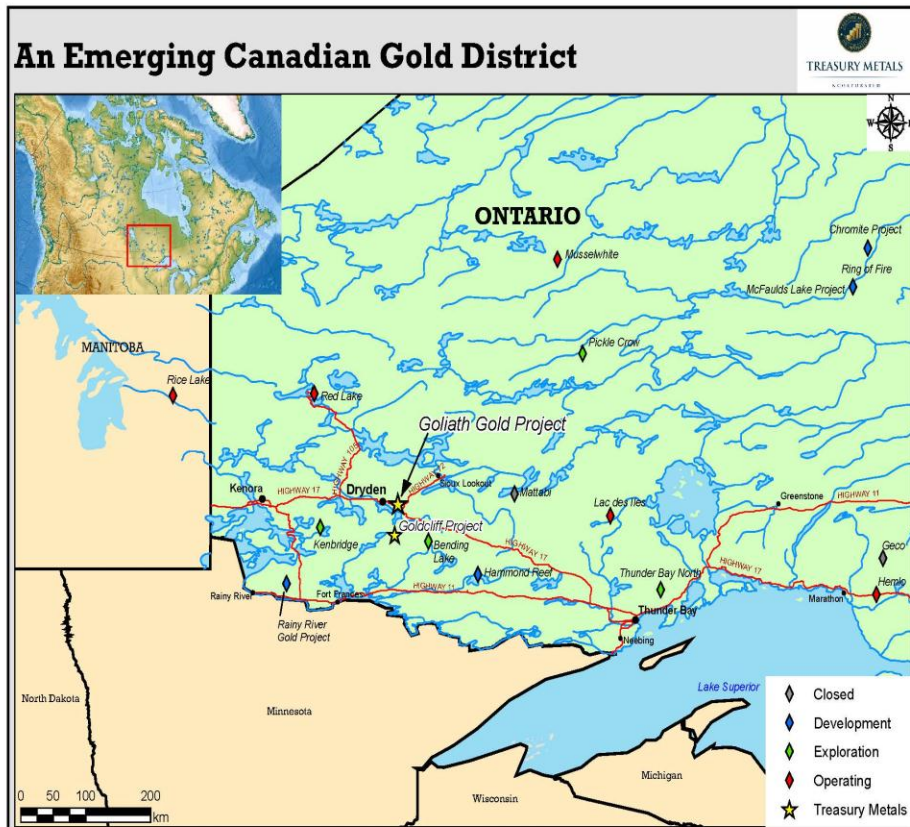 An Emerging Canadian Gold District
TREASURY METALS
INCORPORATED
N
W
E
S
ONTARIO
Chromite Project
Musselwhite
Ring of Fire
McFaulds Lake Project
MANITOBA
Pickle Crow
Rice Lake
Red Lake
Goliath Gold Project
HIGHWAY 105
HIGHWAY 72
Sioux Lookout
Kenora
HIGHWAY 17
Dryden
Mattabi
Lac des Iles
Greenstone
HIGHWAY 11
Goldcliff Project
Kenbridge
Bending
Lake
HIGHWAY 17
Geco
Hammond Reef
Thunder Bay North
HIGHWAY 17
Rainy River
Fort Frances
HIGHWAY 11
Marathon
Hemlo
Rainy River
Gold Project
Thunder Bay
Neebing
North Dakota
Minnesota
Lake Superior
Closed
Development
Exploration
Operating
Treasury Metals
Michigan
Wisconsin
0 50 100 200
km